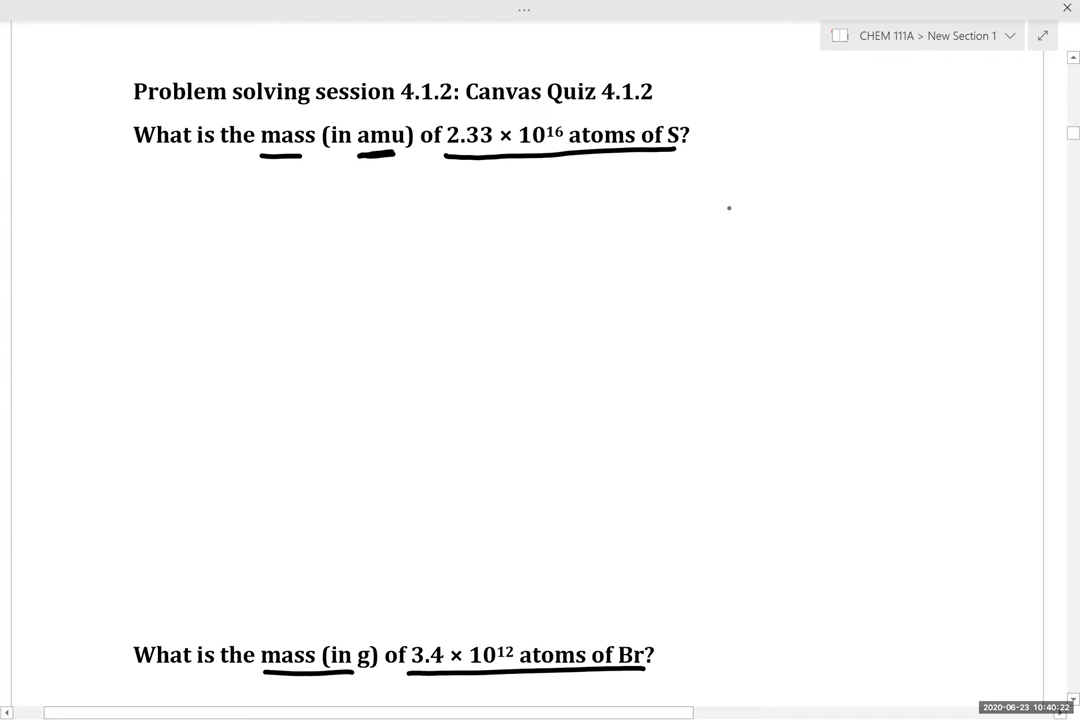 ...
CHEM 111A > New Section 1
Problem solving session 4.1.2: Canvas Quiz 4.1.2
What is the mass (in amu) of 2.33 × 10¹⁶ atoms of S?
What is the mass (in g) of 3.4 × 10¹² atoms of Br?
2020-06-23 10:40:22